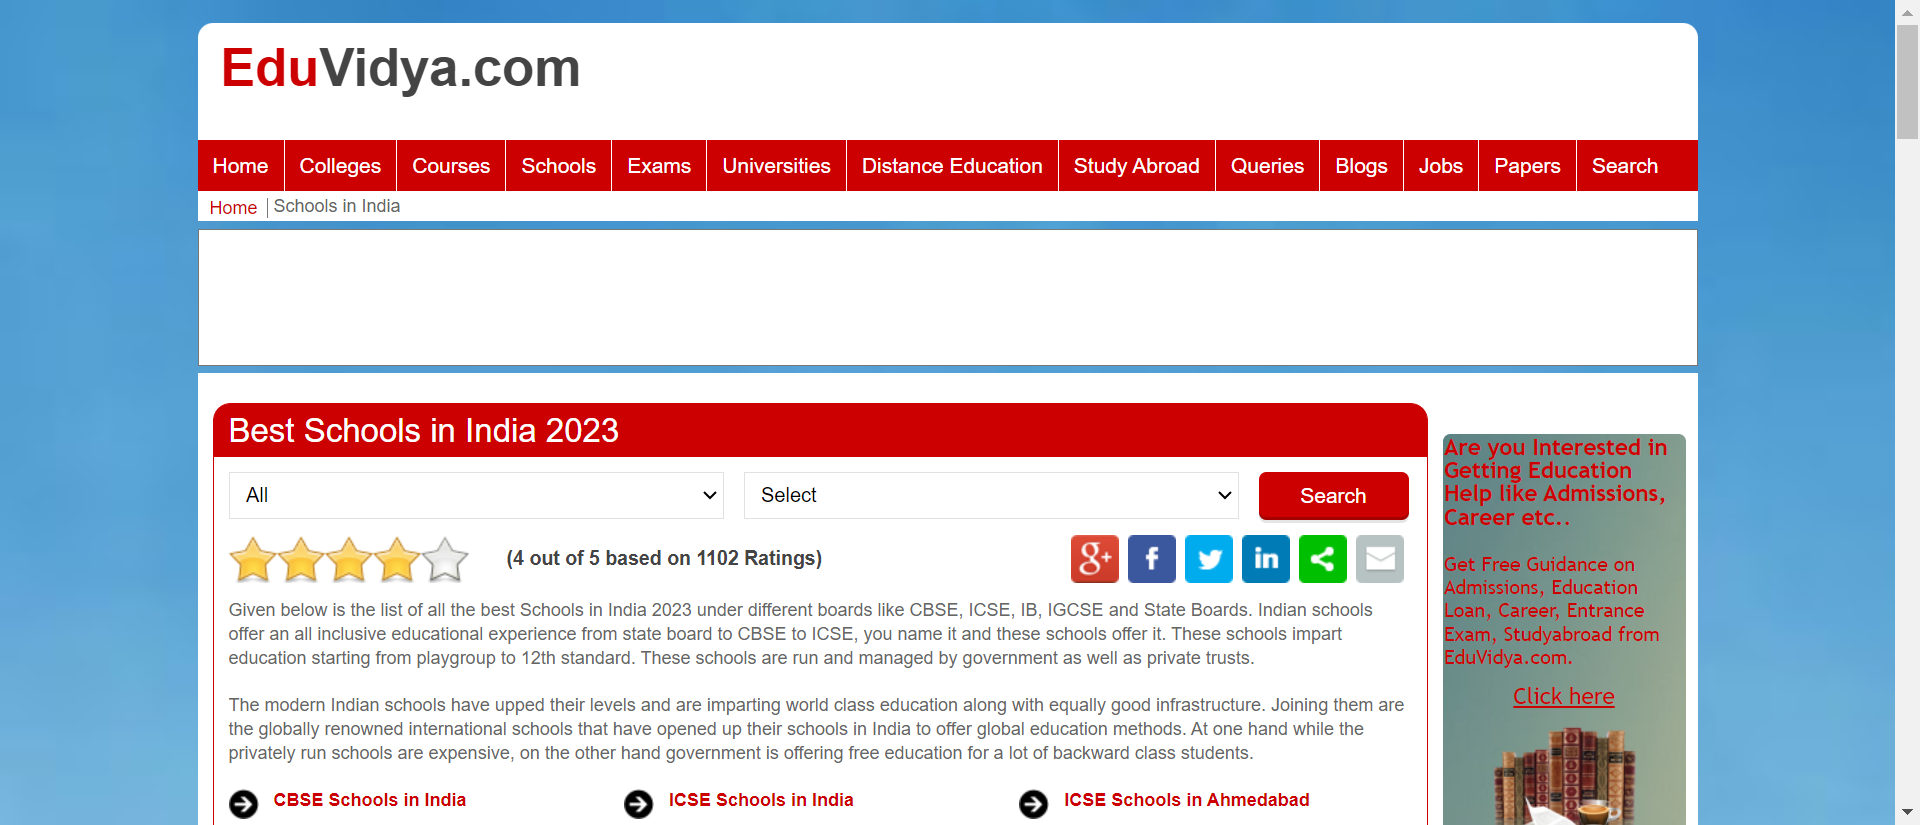 EduVidya.com
Home Colleges Courses Schools Exams Universities Distance Education Study Abroad Queries Blogs Jobs Papers Search
Home Schools in India
Best Schools in India 2023
All Select Search
(4 out of 5 based on 1102 Ratings)
Given below is the list of all the best Schools in India 2023 under different boards like CBSE, ICSE, IB, IGCSE and State Boards. Indian schools
offer an all inclusive educational experience from state board to CBSE to ICSE, you name it and these schools offer it. These schools impart
education starting from playgroup to 12th standard. These schools are run and managed by government as well as private trusts.
The modern Indian schools have upped their levels and are imparting world class education along with equally good infrastructure. Joining them are
the globally renowned international schools that have opened up their schools in India to offer global education methods. At one hand while the
privately run schools are expensive, on the other hand government is offering free education for a lot of backward class students.
CBSE Schools in India
ICSE Schools in India
ICSE Schools in Ahmedabad
Are you Interested in
Getting Education
Help like Admissions,
Career etc..
Get Free Guidance on
Admissions, Education
Loan, Career, Entrance
Exam, Studyabroad from
EduVidya.com.
Click here